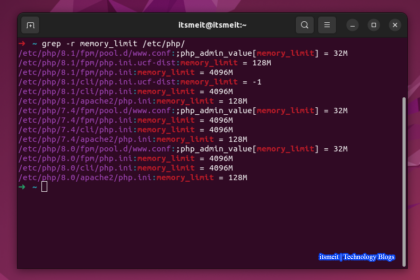 itsmeit@itsmeit:~
→ ~ grep -r memory_limit /etc/php/
/etc/php/8.1/fpm/pool.d/www.conf:;php_admin_value[memory_limit] = 32M
/etc/php/8.1/fpm/php.ini.ucf-dist:memory_limit = 128M
/etc/php/8.1/fpm/php.ini:memory_limit = 4096M
/etc/php/8.1/cli/php.ini.ucf-dist:memory_limit = -1
/etc/php/8.1/cli/php.ini:memory_limit = 4096M
/etc/php/8.1/apache2/php.ini:memory_limit = 128M
/etc/php/7.4/fpm/pool.d/www.conf:;php_admin_value[memory_limit] = 32M
/etc/php/7.4/fpm/php.ini:memory_limit = 4096M
/etc/php/7.4/cli/php.ini:memory_limit = 4096M
/etc/php/7.4/apache2/php.ini:memory_limit = 128M
/etc/php/8.0/fpm/pool.d/www.conf:;php_admin_value[memory_limit] = 32M
/etc/php/8.0/fpm/php.ini:memory_limit = 4096M
/etc/php/8.0/cli/php.ini:memory_limit = 4096M
/etc/php/8.0/apache2/php.ini:memory_limit = 128M
→ ~
itsmeit | Technology Blogs